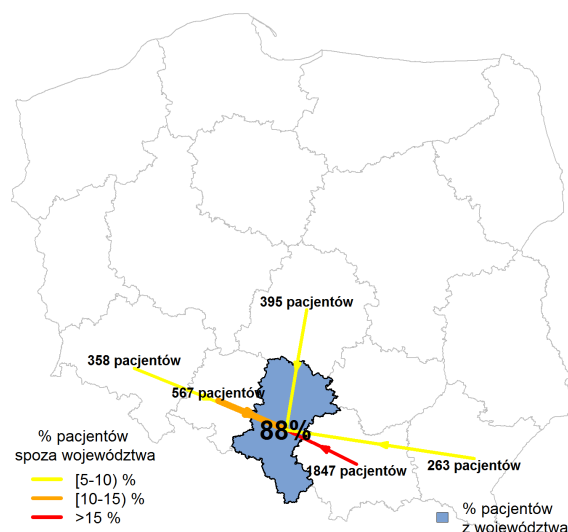 395 pacjentów
358 pacjentów
567 pacjentów
88%
1847 pacjentów
263 pacjentów
% pacjentów
spoza województwa
[5-10) %
[10-15) %
>15 %
% pacjentów
z województwa